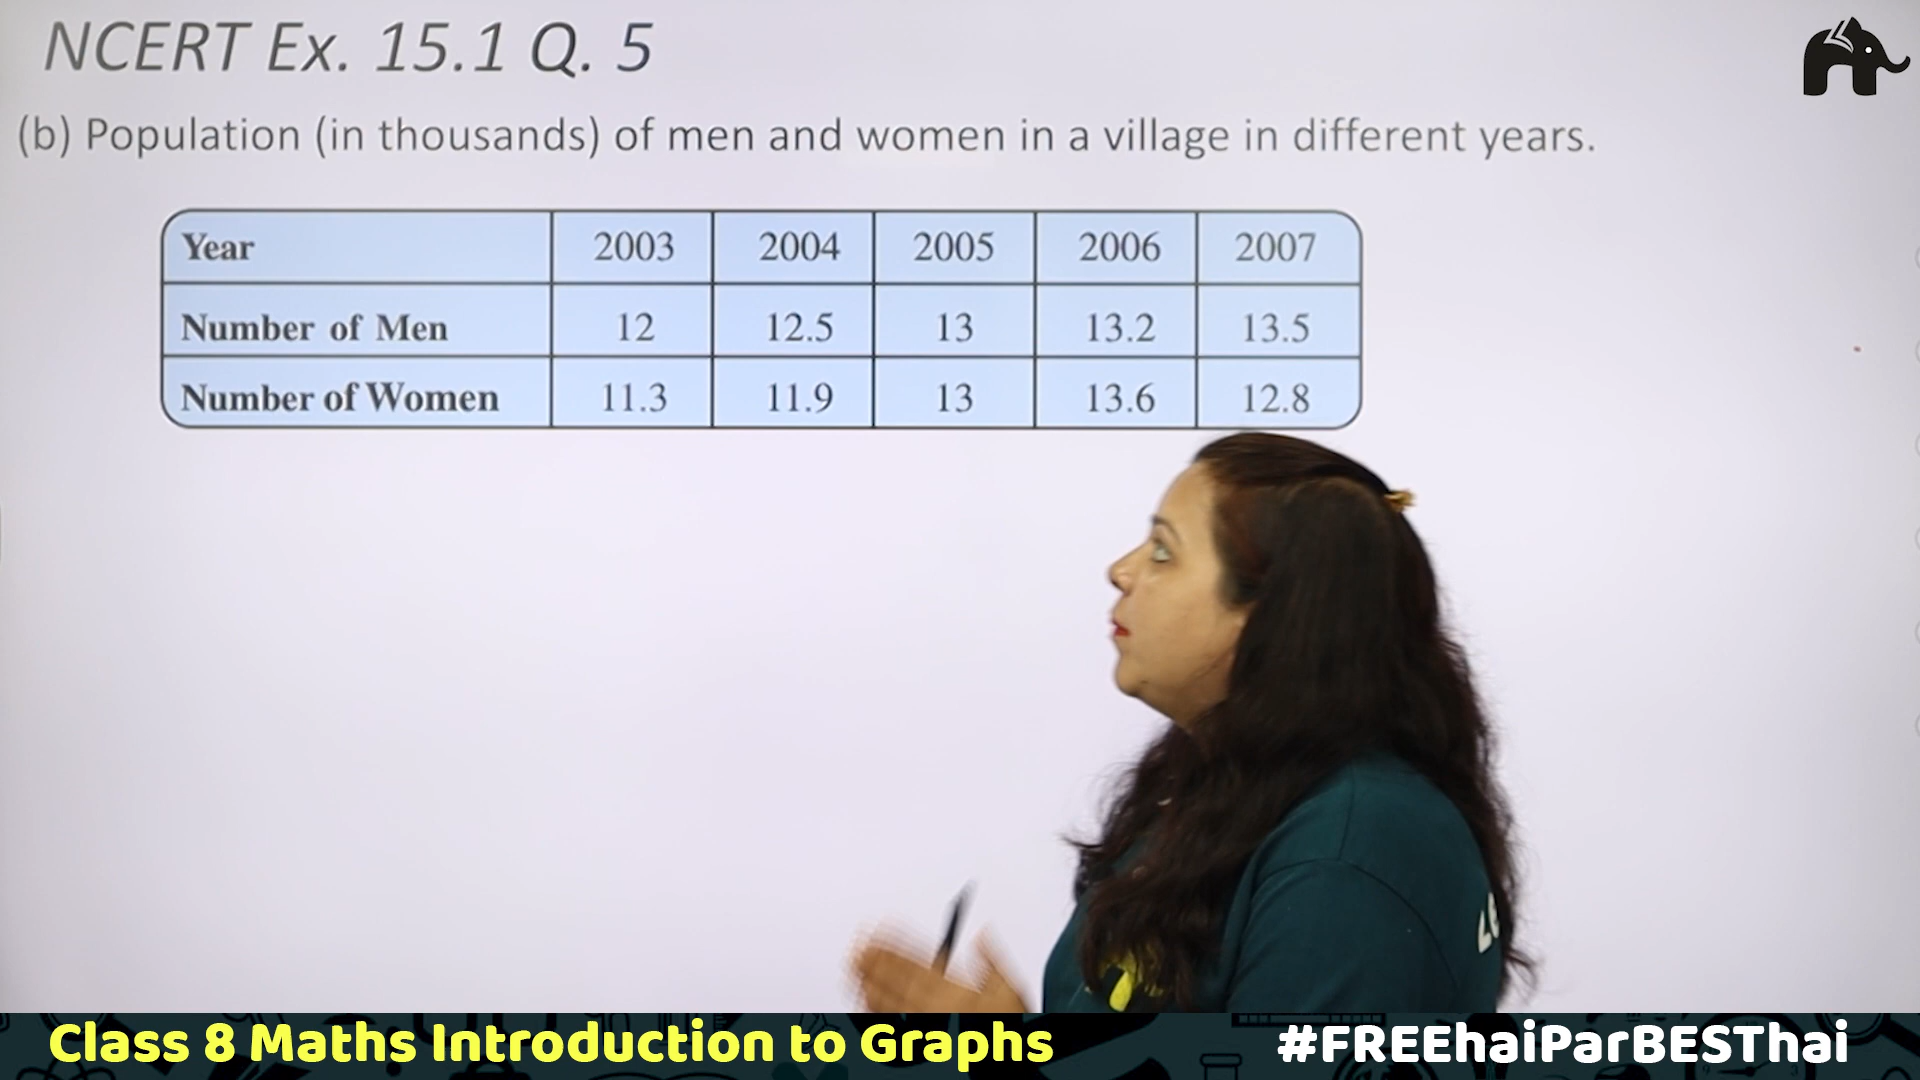 NCERT Ex. 15.1 Q. 5
(b) Population (in thousands) of men and women in a village in different years.
Year 2003 2004 2005 2006 2007
Number of Men 12 12.5 13 13.2 13.5
Number of Women 11.3 11.9 13 13.6 12.8
Class 8 Maths Introduction to Graphs #FREEhaiParBESThai